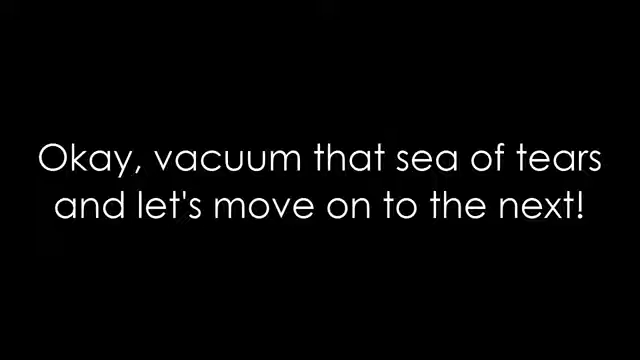 Okay, vacuum that sea of tears
and let's move on to the next!